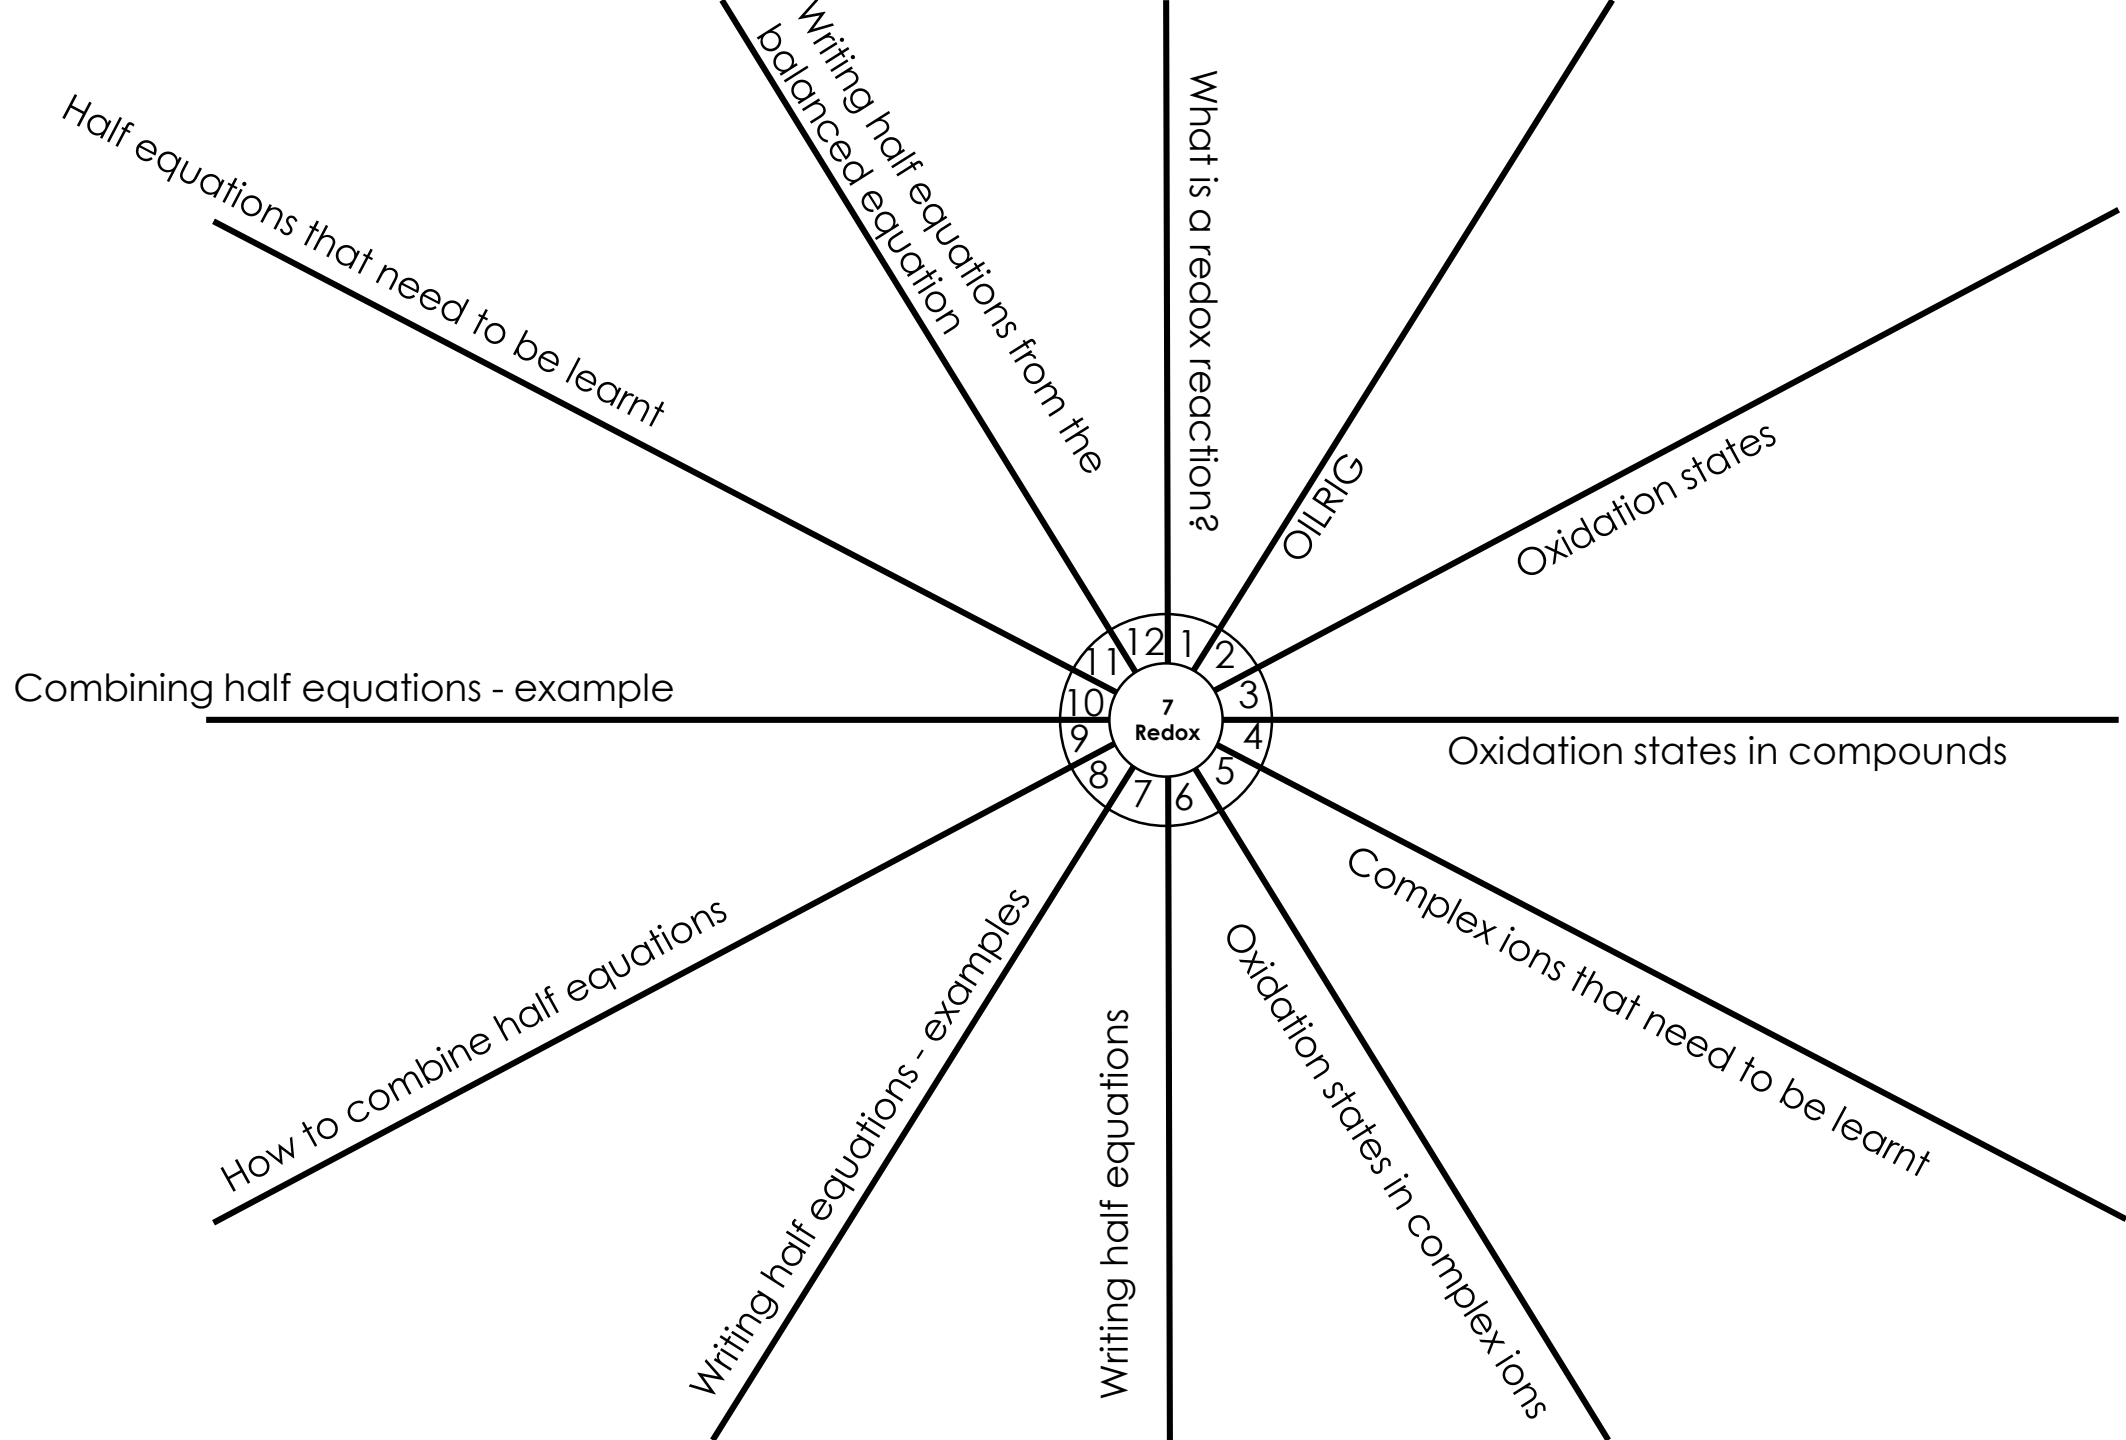 7
Redox
1
What is a redox reaction?
2
OILRIG
3
Oxidation states
4
Oxidation states in compounds
5
Complex ions that need to be learnt
6
Oxidation states in complex ions
7
Writing half equations
8
Writing half equations - examples
9
How to combine half equations
10
Combining half equations - example
11
Half equations that need to be learnt
12
Writing half equations from the
balanced equation